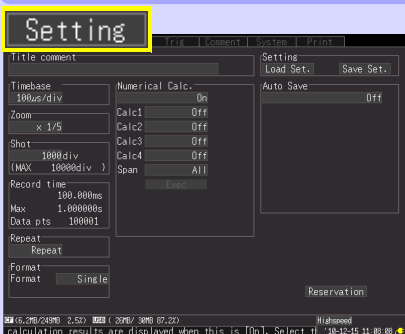 Setting
Trig Comment System Print
Title comment
Setting
Load Set. Save Set.
Timebase
100μs/div
Zoom
× 1/5
Shot
1000div
(MAX 10000div )
Record time
100.000ms
Max 1.000000s
Data pts 100001
Repeat
Repeat
Format
Format Single
Numerical Calc.
On
Calc1 Off
Calc2 Off
Calc3 Off
Calc4 Off
Span All
Exec
Auto Save
Off
Reservation
CF (6.2MB/249MB 2.5%) USB ( 26MB/ 30MB 87.2%) Highspeed
calculation results are displayed when this is [On]. Select t '10-12-15 11:08:08